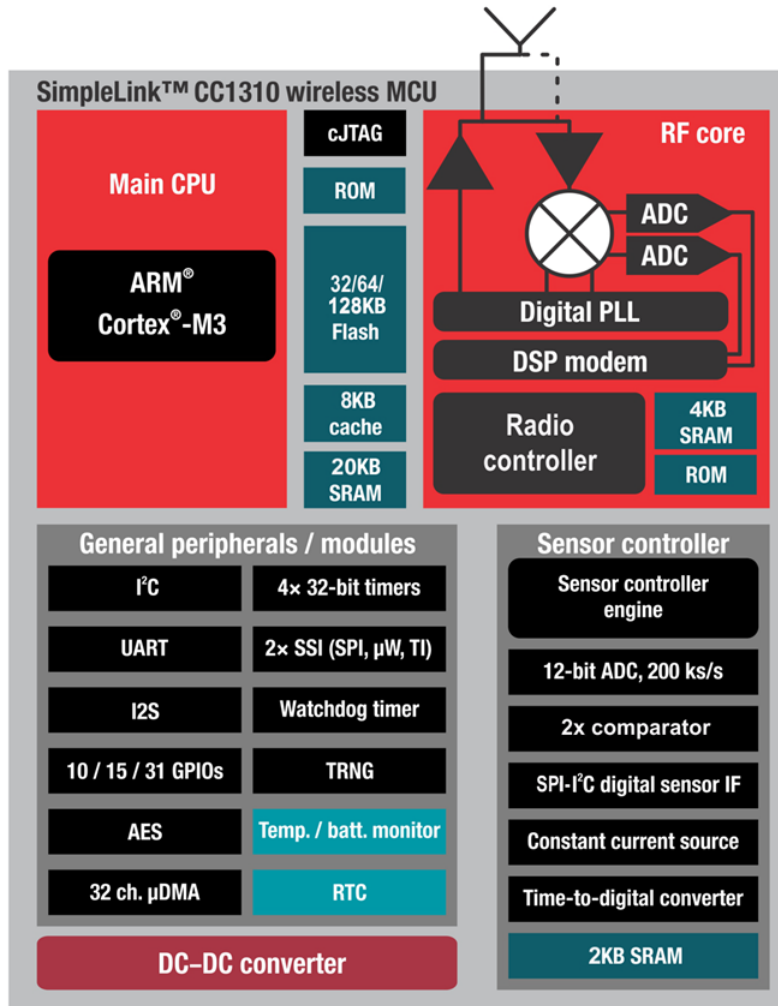 SimpleLink™ CC1310 wireless MCU
Main CPU
ARM®
Cortex®-M3
cJTAG
ROM
32/64/
128KB
Flash
8KB
cache
20KB
SRAM
RF core
ADC
ADC
Digital PLL
DSP modem
Radio
controller
4KB
SRAM
ROM
General peripherals / modules
I²C
4× 32-bit timers
UART
2× SSI (SPI, µW, TI)
I2S
Watchdog timer
10 / 15 / 31 GPIOs
TRNG
AES
Temp. / batt. monitor
32 ch. µDMA
RTC
Sensor controller
Sensor controller
engine
12-bit ADC, 200 ks/s
2x comparator
SPI-I²C digital sensor IF
Constant current source
Time-to-digital converter
2KB SRAM
DC–DC converter